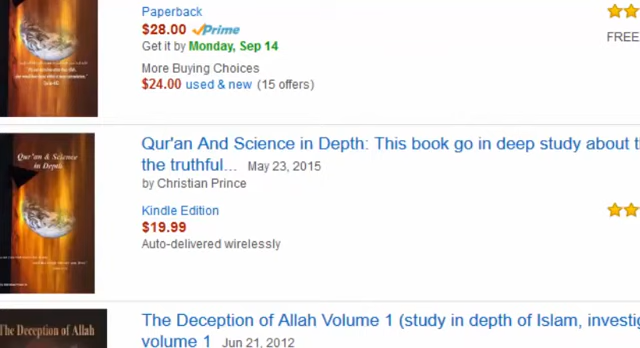 Paperback
$28.00 Prime
Get it by Monday, Sep 14
FREE
More Buying Choices
$24.00 used & new (15 offers)
Qur'an & Science
in Depth
Qur'an And Science in Depth: This book go in deep study about
the truthful... May 23, 2015
by Christian Prince
Kindle Edition
$19.99
Auto-delivered wirelessly
The Deception of Allah
The Deception of Allah Volume 1 (study in depth of Islam, investig
volume 1 Jun 21, 2012